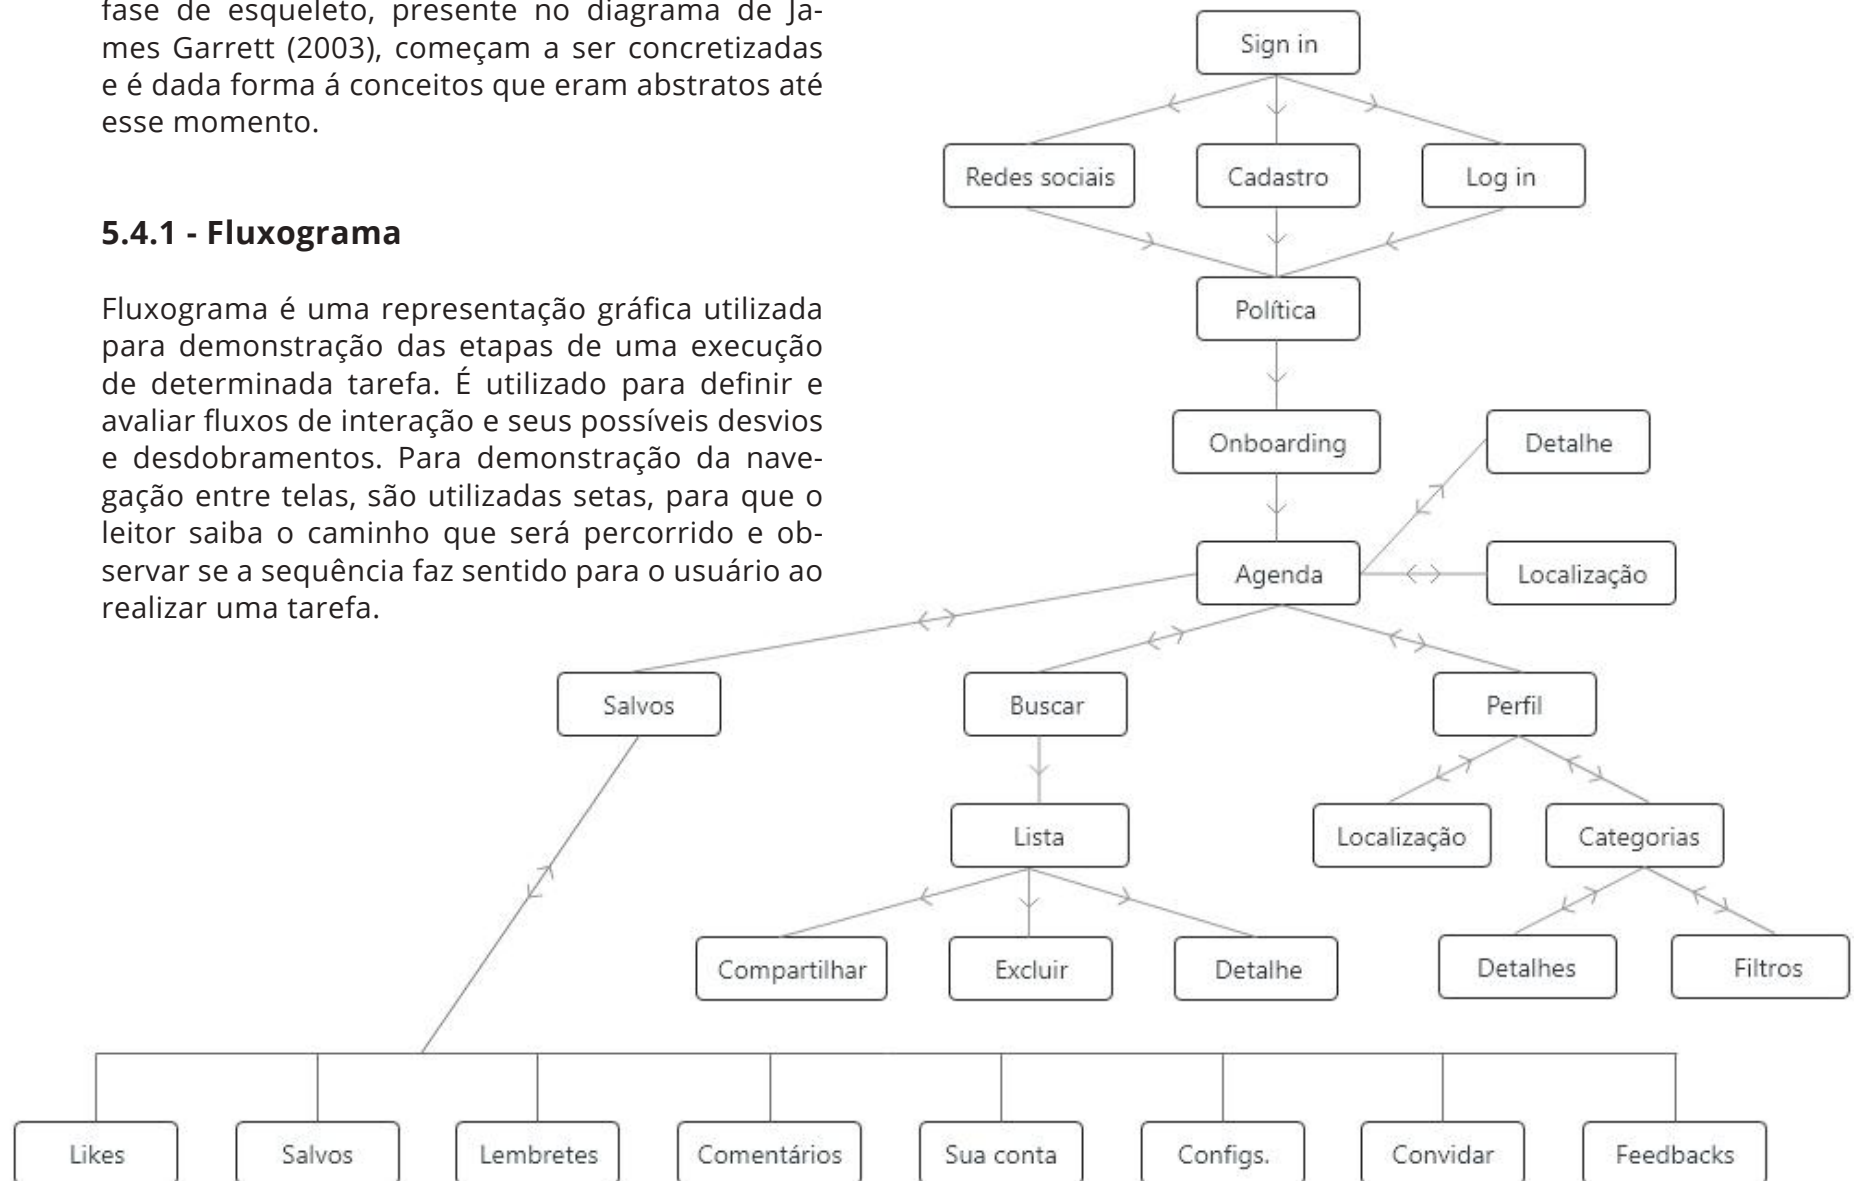 fase de esqueleto, presente no diagrama de Ja-
mes Garrett (2003), começam a ser concretizadas
e é dada forma á conceitos que eram abstratos até
esse momento.
5.4.1 - Fluxograma
Fluxograma é uma representação gráfica utilizada
para demonstração das etapas de uma execução
de determinada tarefa. É utilizado para definir e
avaliar fluxos de interação e seus possíveis desvios
e desdobramentos. Para demonstração da nave-
gação entre telas, são utilizadas setas, para que o
leitor saiba o caminho que será percorrido e ob-
servar se a sequência faz sentido para o usuário ao
realizar uma tarefa.
Sign in
Redes sociais
Cadastro
Log in
Política
Onboarding
Detalhe
Agenda
Localização
Salvos
Buscar
Perfil
Lista
Localização
Categorias
Compartilhar
Excluir
Detalhe
Detalhes
Filtros
Likes
Salvos
Lembretes
Comentários
Sua conta
Configs.
Convidar
Feedbacks